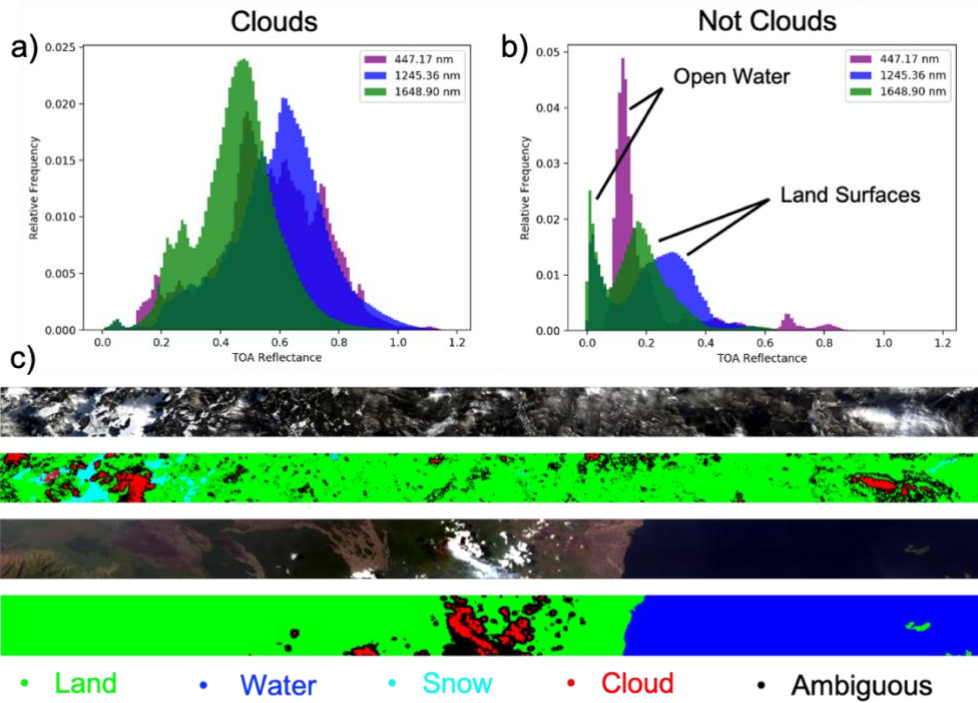 Clouds
Not Clouds
a)
b)
0.025
0.020
0.015
0.010
0.005
0.000
Relative Frequency
447.17 nm
1245.36 nm
1648.90 nm
0.0 0.2 0.4 0.6 0.8 1.0 1.2
TOA Reflectance
0.05
0.04
0.03
0.02
0.01
0.00
Relative Frequency
447.17 nm
1245.36 nm
1648.90 nm
Open Water
Land Surfaces
0.0 0.2 0.4 0.6 0.8 1.0 1.2
TOA Reflectance
c)
• Land • Water • Snow • Cloud • Ambiguous